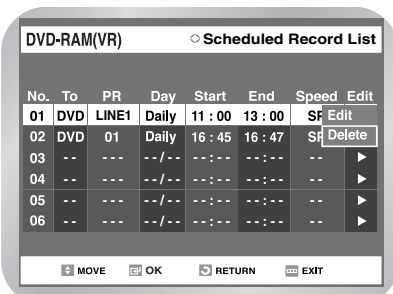 DVD-RAM(VR) Scheduled Record List
No. To PR Day Start End Speed Edit
01 DVD LINE1 Daily 11 : 00 13 : 00 SP Edit
02 DVD 01 Daily 16 : 45 16 : 47 SP Delete
03 -- --- --/-- --:-- --:-- -- ►
04 -- --- --/-- --:-- --:-- -- ►
05 -- --- --/-- --:-- --:-- -- ►
06 -- --- --/-- --:-- --:-- -- ►
MOVE OK RETURN EXIT